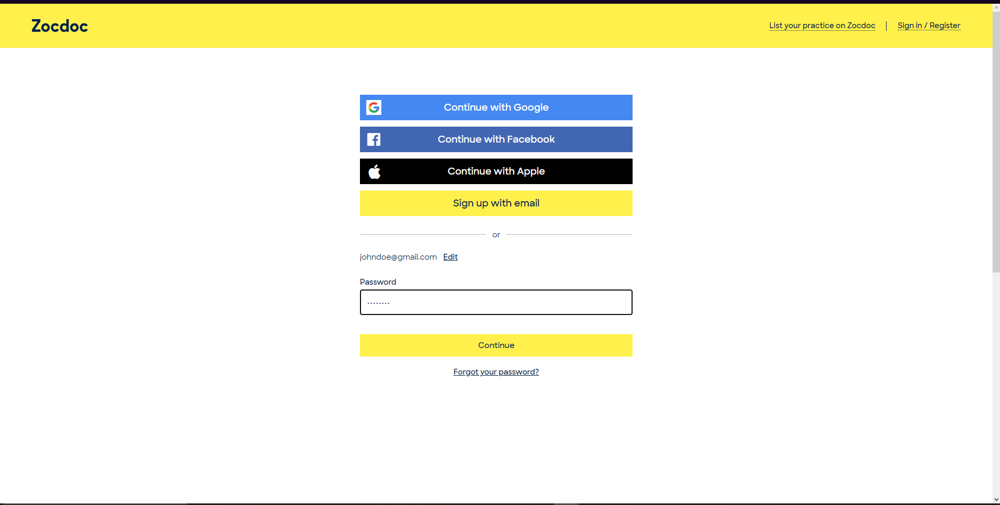 Zocdoc
List your practice on Zocdoc
Sign in / Register
Continue with Google
Continue with Facebook
Continue with Apple
Sign up with email
or
johndoe@gmail.com Edit
Password
········
Continue
Forgot your password?